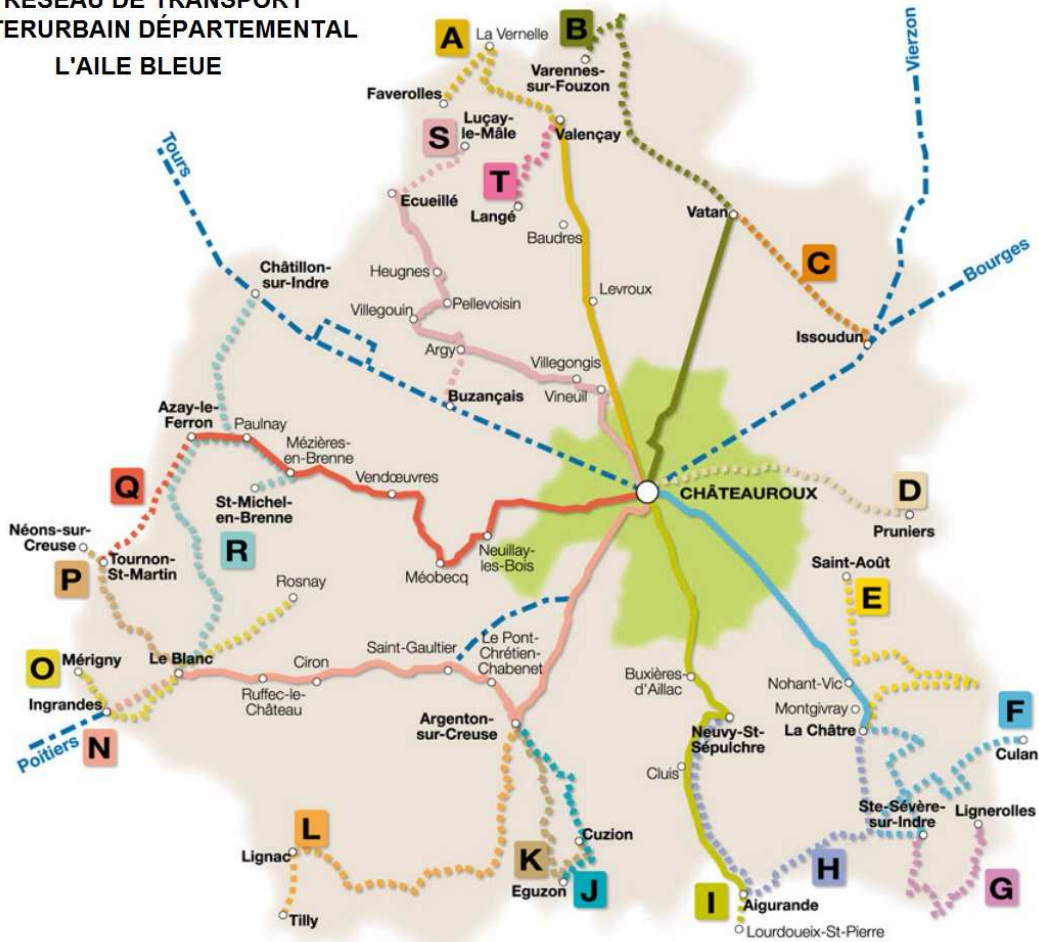 RÉSEAU DE TRANSPORT
TERURBAIN DÉPARTEMENTAL
L'AILE BLEUE
A
La Vernelle
B
Varennes-
sur-Fouzon
Vierzon
Faverolles
Luçay-
le-Mâle
S
Valençay
Tours
T
Ecueillé
Langé
Vatan
Baudres
C
Bourges
Châtillon-
sur-Indre
Heugnes
Levroux
Pellevoisin
Villegouin
Issoudun
Argy
Villegongis
Buzançais
Vineuil
Azay-le-
Ferron
Paulnay
Mézières-
en-Brenne
Vendœuvres
Q
St-Michel-
en-Brenne
CHÂTEAUROUX
D
Pruniers
Néons-sur-
Creuse
Tournon-
St-Martin
R
Neuillay-
les-Bois
Méobecq
P
Rosnay
Saint-Août
E
O
Mérigny
Le Blanc
Ciron
Saint-Gaultier
Le Pont-
Chrétien-
Chabenet
Ruffec-le-
Château
Buxières-
d'Aillac
Nohant-Vic
Montgivray
La Châtre
Ingrandes
N
Poitiers
Argenton-
sur-Creuse
Neuvy-St-
Sépulchre
F
Culan
Cluis
Ste-Sévère-
sur-Indre
Lignerolles
L
Lignac
Cuzion
K
Eguzon
J
H
G
I
Aigurande
Tilly
Lourdoueix-St-Pierre